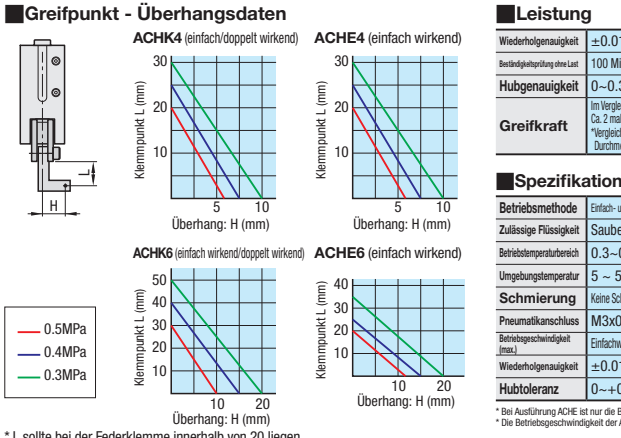 ■Greifpunkt - Überhangsdaten
L
H
0.5MPa
0.4MPa
0.3MPa
ACHK4 (einfach/doppelt wirkend)
Klemmpunkt L (mm)
30
20
10
5 10
Überhang: H (mm)
ACHE4 (einfach wirkend)
Klemmpunkt L (mm)
30
20
10
5 10
Überhang: H (mm)
ACHK6 (einfach wirkend/doppelt wirkend)
Klemmpunkt L (mm)
50
40
30
20
10
10 20
Überhang: H (mm)
ACHE6 (einfach wirkend)
Klemmpunkt L (mm)
40
30
20
10
10 20
Überhang: H (mm)
* L sollte bei der Federklemme innerhalb von 20 liegen
■Leistung
Wiederholgenauigkeit ±0.01
Beständigkeitsprüfung ohne Last 100 Mi
Hubgenauigkeit 0~0.3
Greifkraft
Im Vergle
Ca. 2 mal
*Vergleich
Durchme
■Spezifikation
Betriebsmethode Einfach- u
Zulässige Flüssigkeit Saube
Betriebstemperaturbereich 0.3~0
Umgebungstemperatur 5 ~ 5
Schmierung Keine Sch
Pneumatikanschluss M3x0
Betriebsgeschwindigkeit (max.) Einfachw
Wiederholgenauigkeit ±0.01
Hubtoleranz 0~+0
* Bei Ausführung ACHE ist nur die B
* Die Betriebsgeschwindigkeit der A